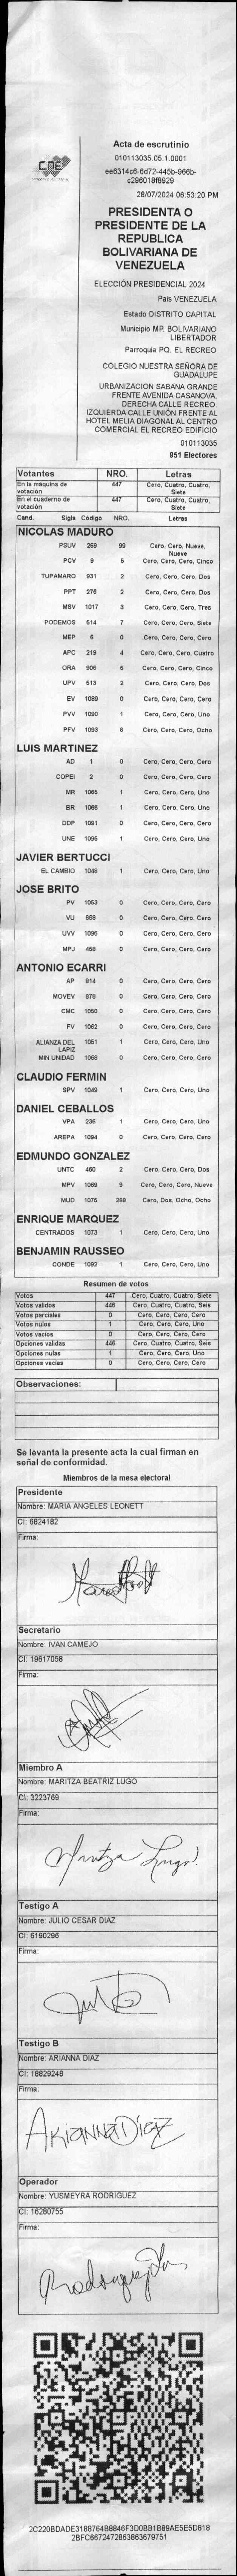 CNE
Acta de escrutinio
010113035.05.1.0001
ee6314c6-6d72-445b-966b-
c296018f8929
28/07/2024 06:53:20 PM
PRESIDENTA O
PRESIDENTE DE LA
REPUBLICA
BOLIVARIANA DE
VENEZUELA
ELECCIÓN PRESIDENCIAL 2024
Pais VENEZUELA
Estado DISTRITO CAPITAL
Municipio MP. BOLIVARIANO
LIBERTADOR
Parroquia PQ. EL RECREO
COLEGIO NUESTRA SEÑORA DE
GUADALUPE
URBANIZACION SABANA GRANDE
FRENTE AVENIDA CASANOVA.
DERECHA CALLE RECREO.
IZQUIERDA CALLE UNIÓN FRENTE AL
HOTEL MELIA DIAGONAL AL CENTRO
COMERCIAL EL RECREO EDIFICIO
010113035
951 Electores
Votantes NRO. Letras
En la máquina de votación 447 Cero, Cuatro, Cuatro, Siete
En el cuaderno de votación 447 Cero, Cuatro, Cuatro, Siete
Cand. Sigla Código NRO. Letras
NICOLAS MADURO
PSUV 269 99 Cero, Cero, Nueve, Nueve
PCV 9 5 Cero, Cero, Cero, Cinco
TUPAMARO 931 2 Cero, Cero, Cero, Dos
PPT 276 2 Cero, Cero, Cero, Dos
MSV 1017 3 Cero, Cero, Cero, Tres
PODEMOS 514 7 Cero, Cero, Cero, Siete
MEP 6 0 Cero, Cero, Cero, Cero
APC 219 4 Cero, Cero, Cero, Cuatro
ORA 906 5 Cero, Cero, Cero, Cinco
UPV 513 2 Cero, Cero, Cero, Dos
EV 1089 0 Cero, Cero, Cero, Cero
PVV 1090 1 Cero, Cero, Cero, Uno
PFV 1093 8 Cero, Cero, Cero, Ocho
LUIS MARTINEZ
AD 1 0 Cero, Cero, Cero, Cero
COPEI 2 0 Cero, Cero, Cero, Cero
MR 1065 1 Cero, Cero, Cero, Uno
BR 1066 1 Cero, Cero, Cero, Uno
DDP 1091 0 Cero, Cero, Cero, Cero
UNE 1095 1 Cero, Cero, Cero, Uno
JAVIER BERTUCCI
EL CAMBIO 1048 1 Cero, Cero, Cero, Uno
JOSE BRITO
PV 1053 0 Cero, Cero, Cero, Cero
VU 668 0 Cero, Cero, Cero, Cero
UVV 1096 0 Cero, Cero, Cero, Cero
MPJ 458 0 Cero, Cero, Cero, Cero
ANTONIO ECARRI
AP 814 0 Cero, Cero, Cero, Cero
MOVEV 878 0 Cero, Cero, Cero, Cero
CMC 1050 0 Cero, Cero, Cero, Cero
FV 1062 0 Cero, Cero, Cero, Cero
ALIANZA DEL LAPIZ 1051 1 Cero, Cero, Cero, Uno
MIN UNIDAD 1068 0 Cero, Cero, Cero, Cero
CLAUDIO FERMIN
SPV 1049 1 Cero, Cero, Cero, Uno
DANIEL CEBALLOS
VPA 236 1 Cero, Cero, Cero, Uno
AREPA 1094 0 Cero, Cero, Cero, Cero
EDMUNDO GONZALEZ
UNTC 460 2 Cero, Cero, Cero, Dos
MPV 1069 9 Cero, Cero, Cero, Nueve
MUD 1075 288 Cero, Dos, Ocho, Ocho
ENRIQUE MARQUEZ
CENTRADOS 1073 1 Cero, Cero, Cero, Uno
BENJAMIN RAUSSEO
CONDE 1092 1 Cero, Cero, Cero, Uno
Resumen de votos
Votos 447 Cero, Cuatro, Cuatro, Siete
Votos validos 446 Cero, Cuatro, Cuatro, Seis
Votos parciales 0 Cero, Cero, Cero, Cero
Votos nulos 1 Cero, Cero, Cero, Uno
Votos vacios 0 Cero, Cero, Cero, Cero
Opciones validas 446 Cero, Cuatro, Cuatro, Seis
Opciones nulas 1 Cero, Cero, Cero, Uno
Opciones vacias 0 Cero, Cero, Cero, Cero
Observaciones:
Se levanta la presente acta la cual firman en
señal de conformidad.
Miembros de la mesa electoral
Presidente
Nombre: MARIA ANGELES LEONETT
CI: 6824182
Firma:
Secretario
Nombre: IVAN CAMEJO
CI: 19617058
Firma:
Miembro A
Nombre: MARITZA BEATRIZ LUGO
CI: 3223769
Firma:
Maritza Lugo
Testigo A
Nombre: JULIO CESAR DIAZ
CI: 6190296
Firma:
Testigo B
Nombre: ARIANNA DIAZ
CI: 18829248
Firma:
ARIANNA DIAZ
Operador
Nombre: YUSMEYRA RODRIGUEZ
CI: 16280755
Firma:
2C220BDADE3188764B8846F3D0BB1B89AE5E5D818
2BFC6672472863863679751